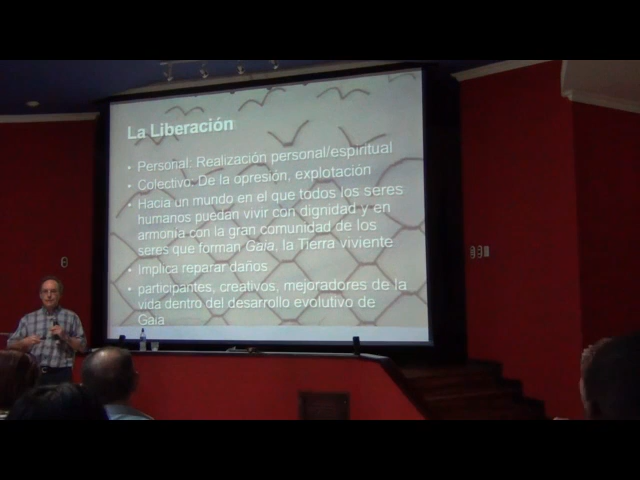 La Liberación
• Personal: Realización personal/espiritual
• Colectivo: De la opresión, explotación
• Hacia un mundo en el que todos los seres
humanos puedan vivir con dignidad y en
armonía con la gran comunidad de los
seres que forman Gaia, la Tierra viviente
• Implica reparar daños
• participantes, creativos, mejoradores de la
vida dentro del desarrollo evolutivo de
Gaia